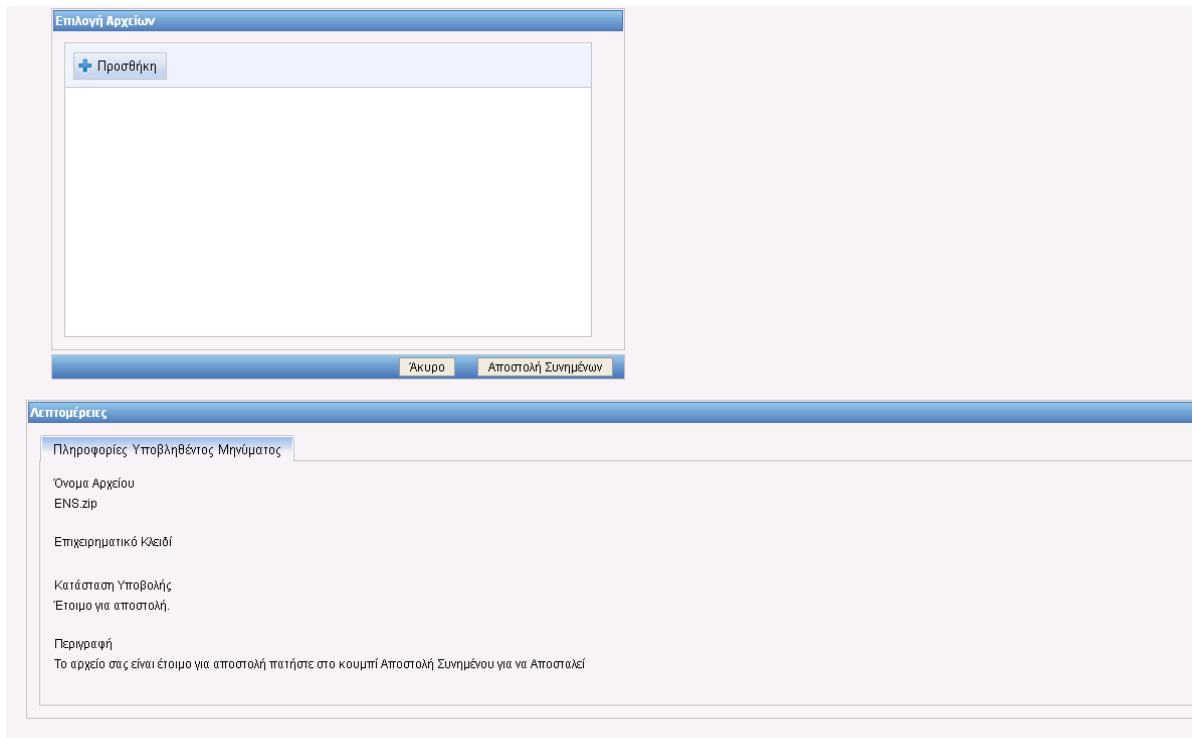 Επιλογή Αρχείων
Προσθήκη
Άκυρο Αποστολή Συνημένων
Λεπτομέρειες
Πληροφορίες Υποβληθέντος Μηνύματος
Όνομα Αρχείου
ENS.zip
Επιχειρηματικό Κλειδί
Κατάσταση Υποβολής
Έτοιμο για αποστολή.
Περιγραφή
Το αρχείο σας είναι έτοιμο για αποστολή πατήστε στο κουμπί Αποστολή Συνημένου για να Αποσταλεί